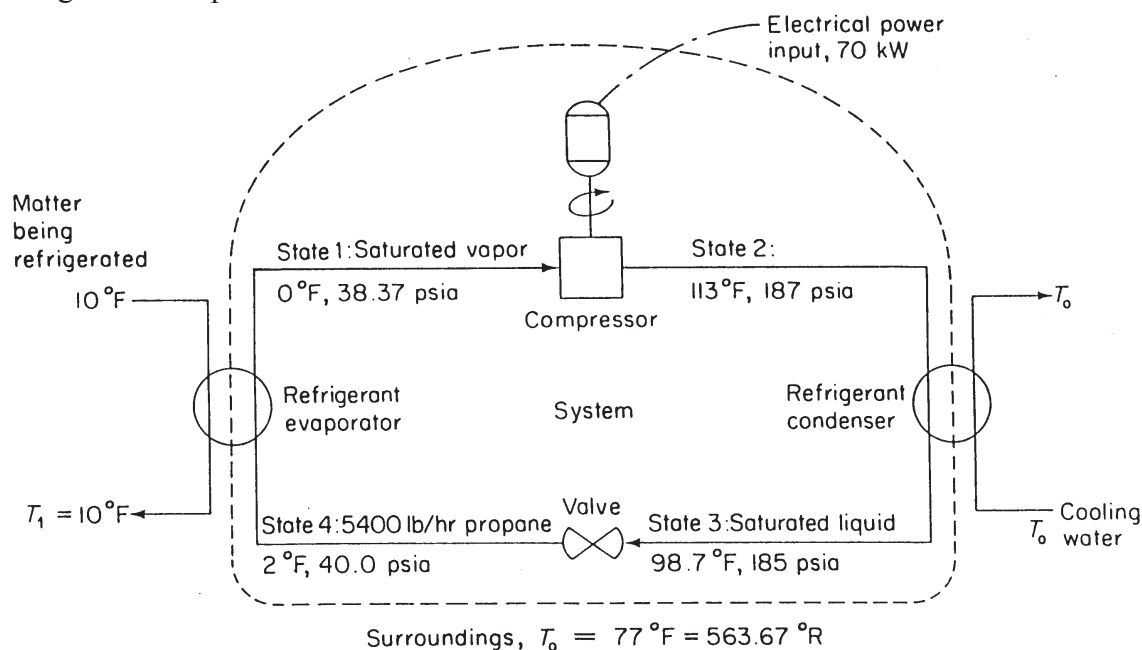 Electrical power
input, 70 kW
Matter
being
refrigerated
10°F
State 1: Saturated vapor
0°F, 38.37 psia
Compressor
State 2:
113°F, 187 psia
T₀
Refrigerant
evaporator
System
Refrigerant
condenser
T₁ = 10°F
State 4: 5400 lb/hr propane
2°F, 40.0 psia
Valve
State 3: Saturated liquid
98.7°F, 185 psia
T₀
Cooling
water
Surroundings, T₀ = 77°F = 563.67 °R